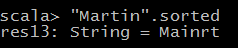 scala> "Martin".sorted
res13: String = Mainrt